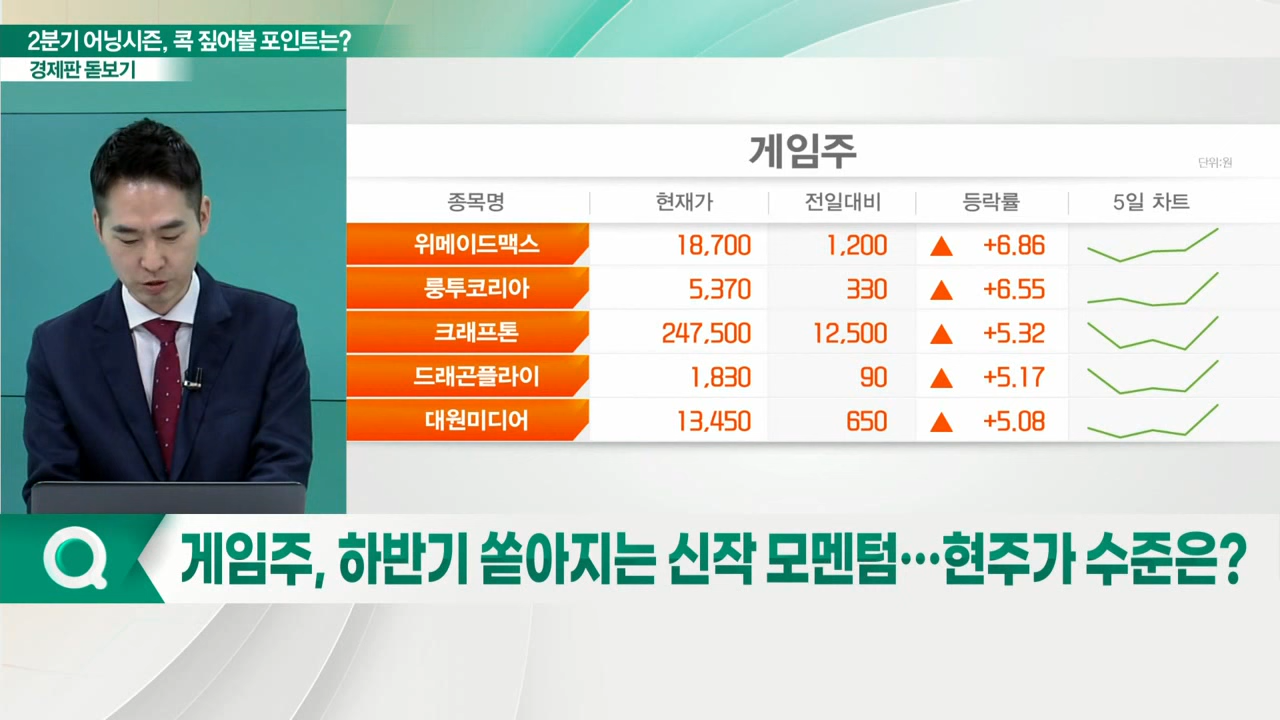 2분기 어닝시즌, 콕 짚어볼 포인트는?
경제판 돋보기
게임주
단위:원
종목명 현재가 전일대비 등락률 5일 차트
위메이드맥스 18,700 1,200 ▲ +6.86
룽투코리아 5,370 330 ▲ +6.55
크래프톤 247,500 12,500 ▲ +5.32
드래곤플라이 1,830 90 ▲ +5.17
대원미디어 13,450 650 ▲ +5.08
Q 게임주, 하반기 쏟아지는 신작 모멘텀…현주가 수준은?